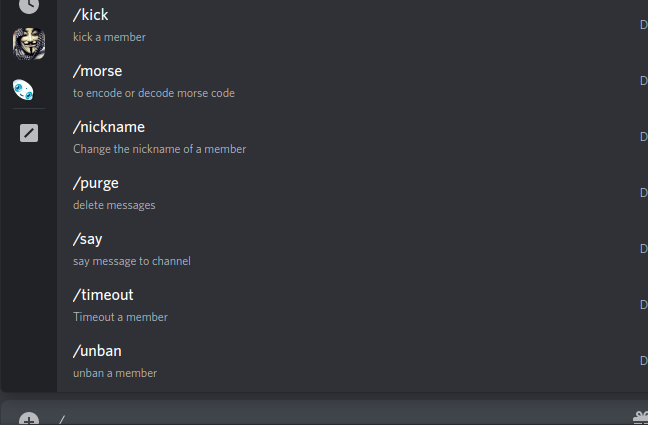 /kick
kick a member
D
/morse
to encode or decode morse code
D
/nickname
Change the nickname of a member
D
/purge
delete messages
D
/say
say message to channel
D
/timeout
Timeout a member
D
/unban
unban a member
D
/